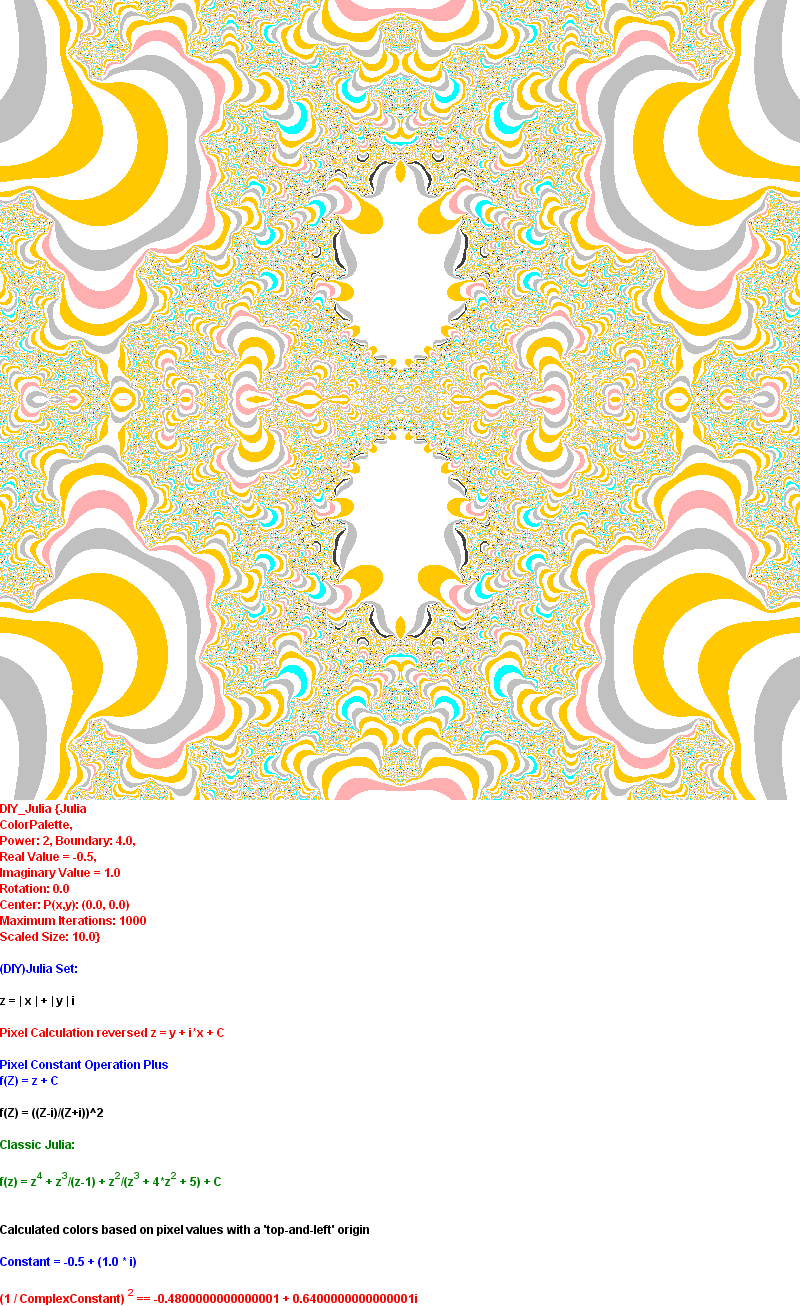 DIY_Julia {Julia
ColorPalette,
Power: 2, Boundary: 4.0,
Real Value = -0.5,
Imaginary Value = 1.0
Rotation: 0.0
Center: P(x,y): (0.0, 0.0)
Maximum Iterations: 1000
Scaled Size: 10.0}
(DIY)Julia Set:
z = | x | + | y | i
Pixel Calculation reversed z = y + i*x + C
Pixel Constant Operation Plus
f(Z) = z + C
f(Z) = ((Z-i)/(Z+i))^2
Classic Julia:
f(z) = z^4 + z^3/(z-1) + z^2/(z^3 + 4*z^2 + 5) + C
Calculated colors based on pixel values with a 'top-and-left' origin
Constant = -0.5 + (1.0 * i)
(1 / ComplexConstant) ^2 == -0.4800000000000001 + 0.6400000000000001i